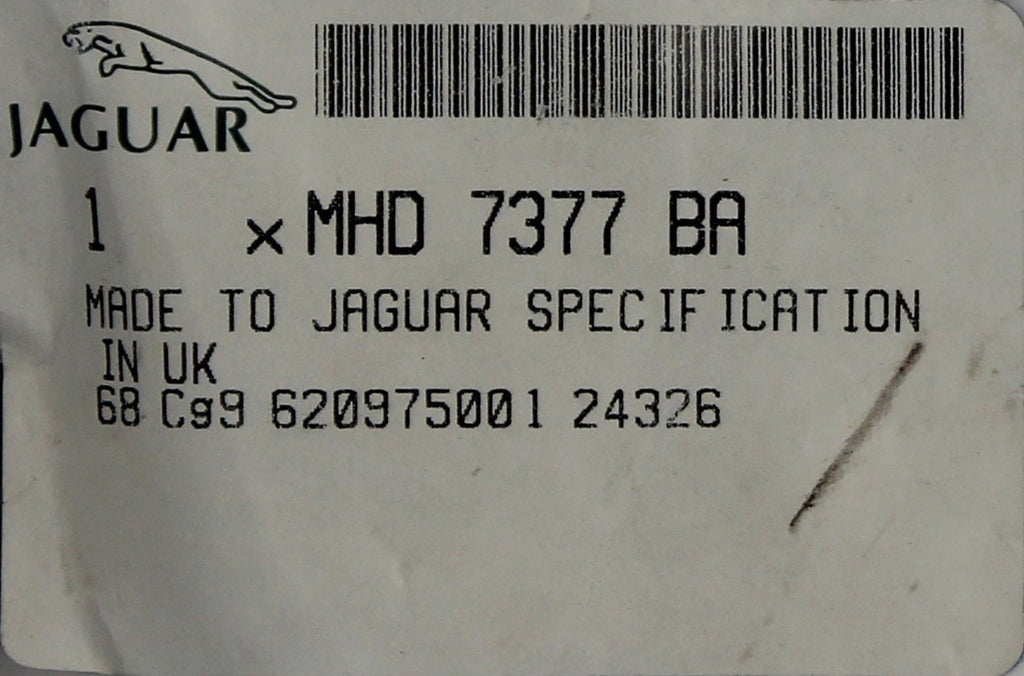 JAGUAR
1 x MHD 7377 BA
MADE TO JAGUAR SPECIFICATION
IN UK
68 Cg9 620975001 24326